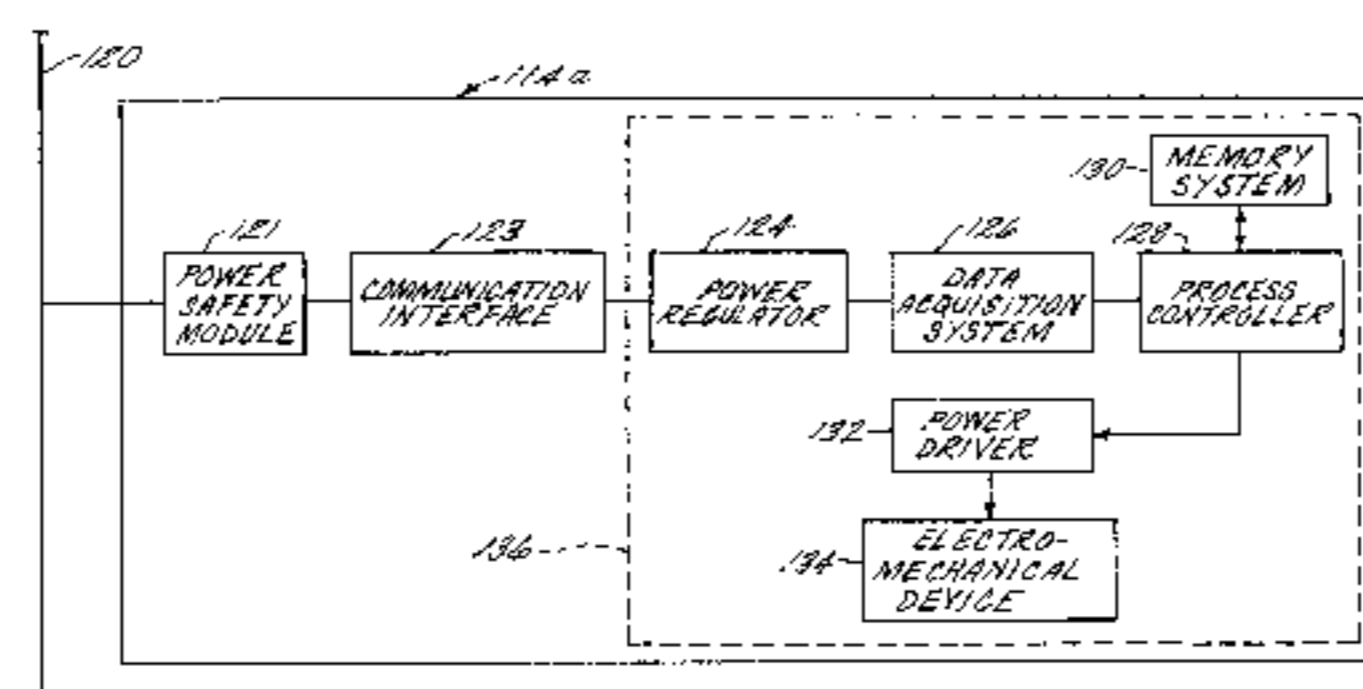 120
114a
130
MEMORY
SYSTEM
121
123
124
126
128
POWER
SAFETY
MODULE
COMMUNICATION
INTERFACE
POWER
REGULATOR
DATA
ACQUISITION
SYSTEM
PROCESS
CONTROLLER
132
POWER
DRIVER
136
134
ELECTRO-
MECHANICAL
DEVICE